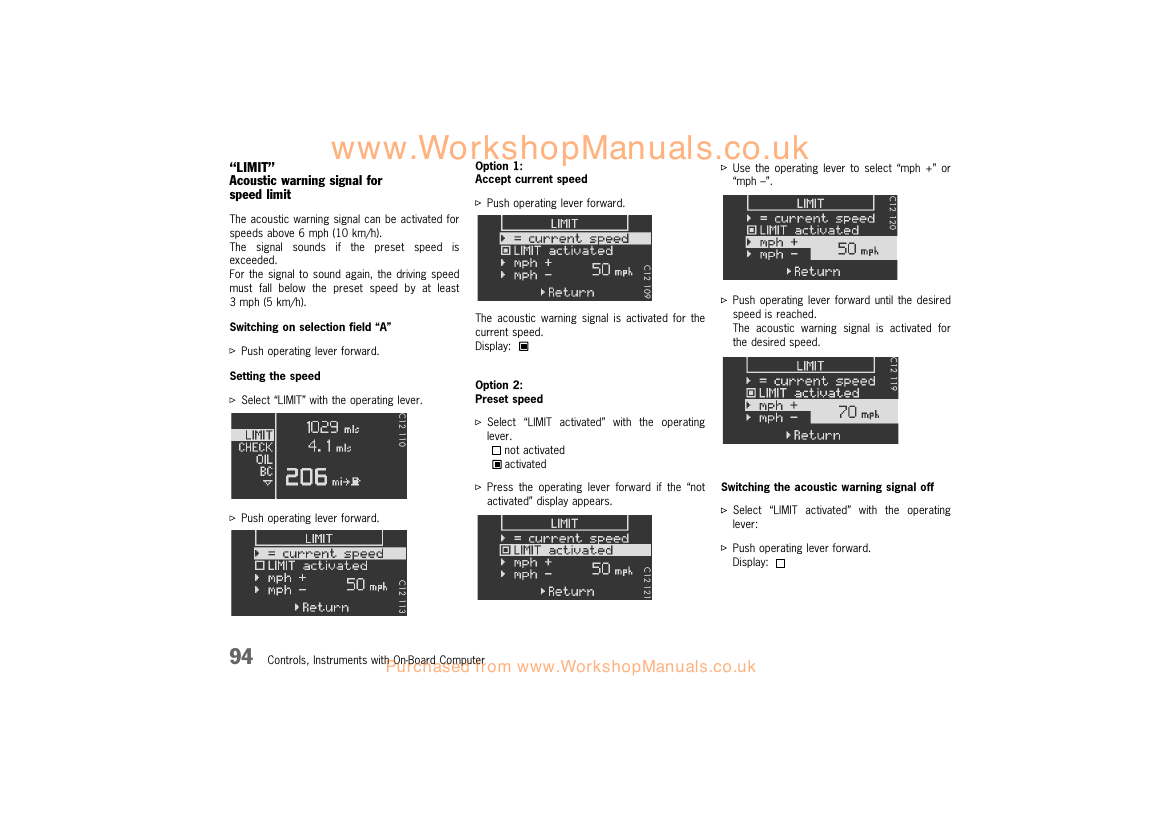 www.WorkshopManuals.co.uk
“LIMIT”
Acoustic warning signal for
speed limit
The acoustic warning signal can be activated for
speeds above 6 mph (10 km/h).
The signal sounds if the preset speed is
exceeded.
For the signal to sound again, the driving speed
must fall below the preset speed by at least
3 mph (5 km/h).
Switching on selection field “A”
▷ Push operating lever forward.
Setting the speed
▷ Select “LIMIT” with the operating lever.
LIMIT
CHECK
OIL
BC
1029 mls
4.1 mls
206 mi→
C12 110
▷ Push operating lever forward.
LIMIT
= current speed
LIMIT activated
mph +
mph −
50 mph
Return
C12 113
Option 1:
Accept current speed
▷ Push operating lever forward.
LIMIT
= current speed
LIMIT activated
mph +
mph −
50 mph
Return
C12 109
The acoustic warning signal is activated for the
current speed.
Display: ▣
Option 2:
Preset speed
▷ Select “LIMIT activated” with the operating
lever.
□ not activated
▣ activated
▷ Press the operating lever forward if the “not
activated” display appears.
LIMIT
= current speed
LIMIT activated
mph +
mph −
50 mph
Return
C12 121
▷ Use the operating lever to select “mph +” or
“mph –”.
LIMIT
= current speed
LIMIT activated
mph +
mph −
50 mph
Return
C12 120
▷ Push operating lever forward until the desired
speed is reached.
The acoustic warning signal is activated for
the desired speed.
LIMIT
= current speed
LIMIT activated
mph +
mph −
70 mph
Return
C12 119
Switching the acoustic warning signal off
▷ Select “LIMIT activated” with the operating
lever:
▷ Push operating lever forward.
Display: □
94 Controls, Instruments with On-Board Computer
Purchased from www.WorkshopManuals.co.uk